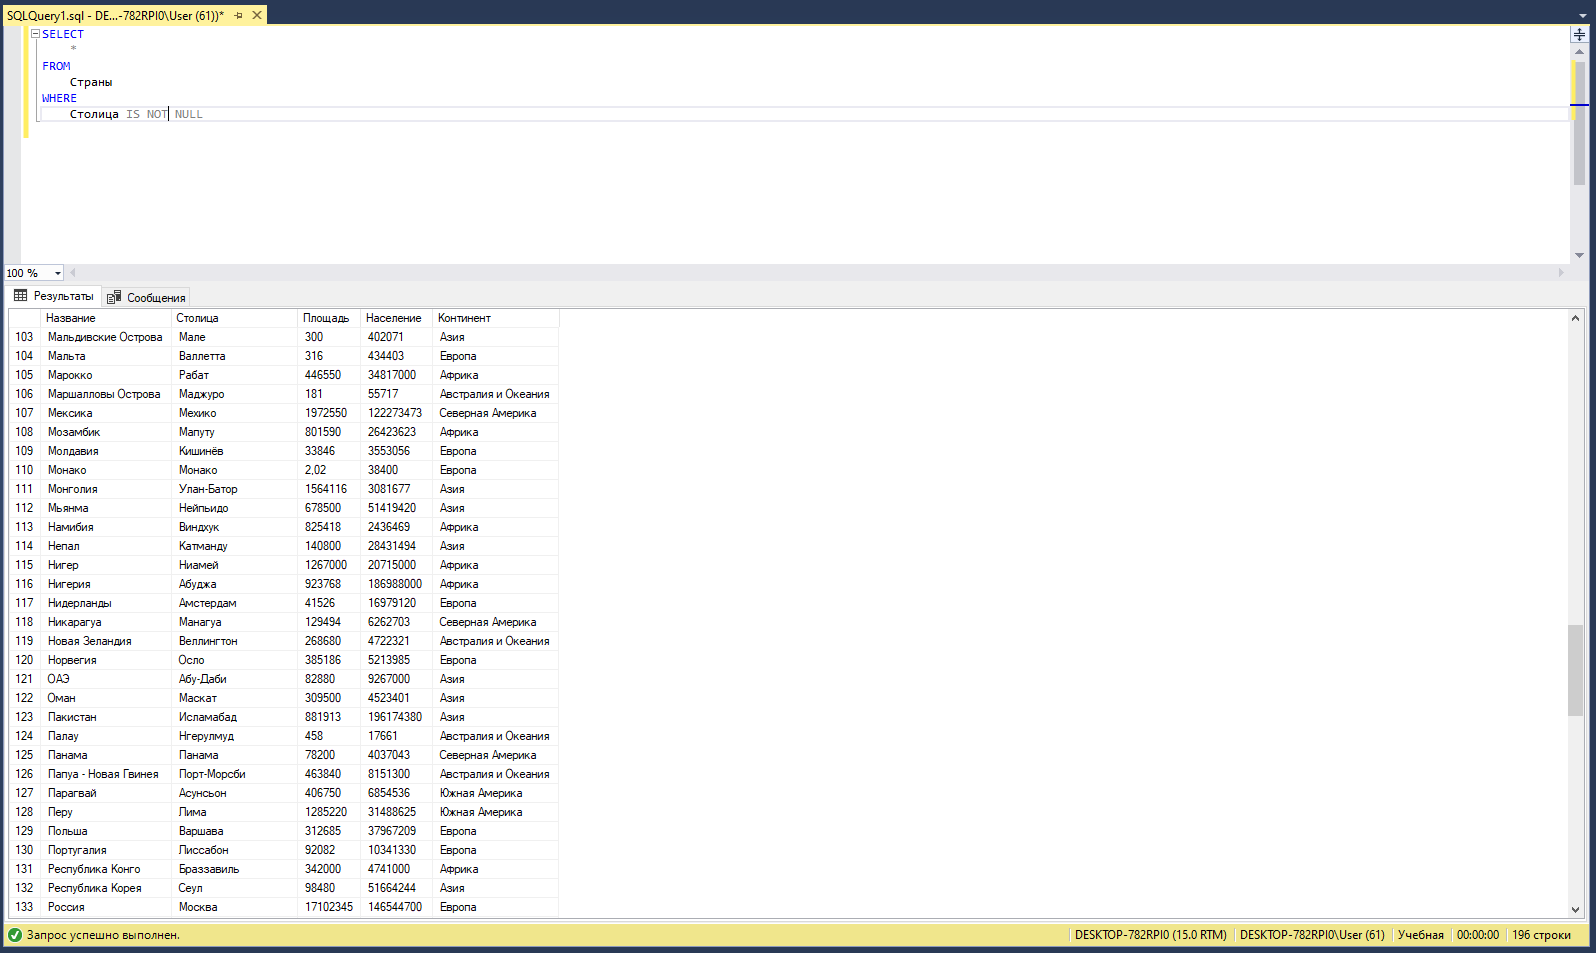 SQLQuery1.sql - DE...-782RPI0\User (61))*
SELECT
*
FROM
Страны
WHERE
Столица IS NOT NULL
100 %
Результаты Сообщения
Название Столица Площадь Население Континент
103 Мальдивские Острова Мале 300 402071 Азия
104 Мальта Валлетта 316 434403 Европа
105 Марокко Рабат 446550 34817000 Африка
106 Маршалловы Острова Маджуро 181 55717 Австралия и Океания
107 Мексика Мехико 1972550 122273473 Северная Америка
108 Мозамбик Мапуту 801590 26423623 Африка
109 Молдавия Кишинёв 33846 3553056 Европа
110 Монако Монако 2,02 38400 Европа
111 Монголия Улан-Батор 1564116 3081677 Азия
112 Мьянма Нейпьидо 678500 51419420 Азия
113 Намибия Виндхук 825418 2436469 Африка
114 Непал Катманду 140800 28431494 Азия
115 Нигер Ниамей 1267000 20715000 Африка
116 Нигерия Абуджа 923768 186988000 Африка
117 Нидерланды Амстердам 41526 16979120 Европа
118 Никарагуа Манагуа 129494 6262703 Северная Америка
119 Новая Зеландия Веллингтон 268680 4722321 Австралия и Океания
120 Норвегия Осло 385186 5213985 Европа
121 ОАЭ Абу-Даби 82880 9267000 Азия
122 Оман Маскат 309500 4523401 Азия
123 Пакистан Исламабад 881913 196174380 Азия
124 Палау Нгерулмуд 458 17661 Австралия и Океания
125 Панама Панама 78200 4037043 Северная Америка
126 Папуа - Новая Гвинея Порт-Морсби 463840 8151300 Австралия и Океания
127 Парагвай Асунсьон 406750 6854536 Южная Америка
128 Перу Лима 1285220 31488625 Южная Америка
129 Польша Варшава 312685 37967209 Европа
130 Португалия Лиссабон 92082 10341330 Европа
131 Республика Конго Браззавиль 342000 4741000 Африка
132 Республика Корея Сеул 98480 51664244 Азия
133 Россия Москва 17102345 146544700 Европа
Запрос успешно выполнен. DESKTOP-782RPI0 (15.0 RTM) DESKTOP-782RPI0\User (61) Учебная 00:00:00 196 строки